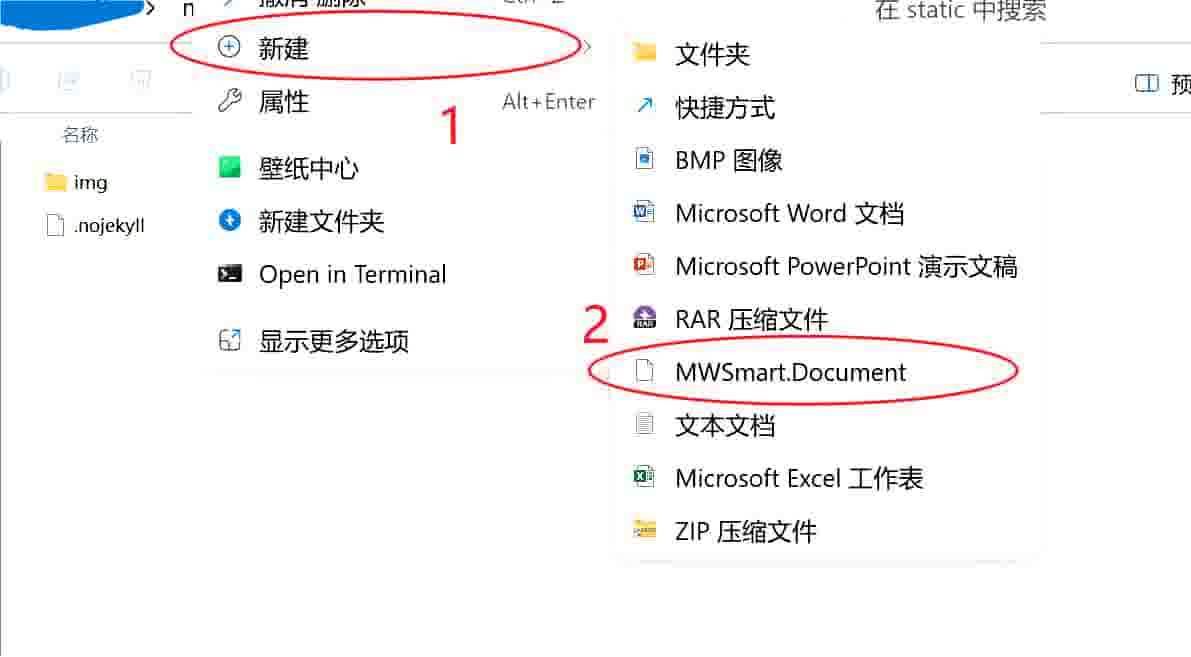 在 static 中搜索
新建
属性 Alt+Enter
1
壁纸中心
新建文件夹
Open in Terminal
显示更多选项
名称
img
.nojekyll
文件夹
快捷方式
BMP 图像
Microsoft Word 文档
Microsoft PowerPoint 演示文稿
RAR 压缩文件
2
MWSmart.Document
文本文档
Microsoft Excel 工作表
ZIP 压缩文件
预